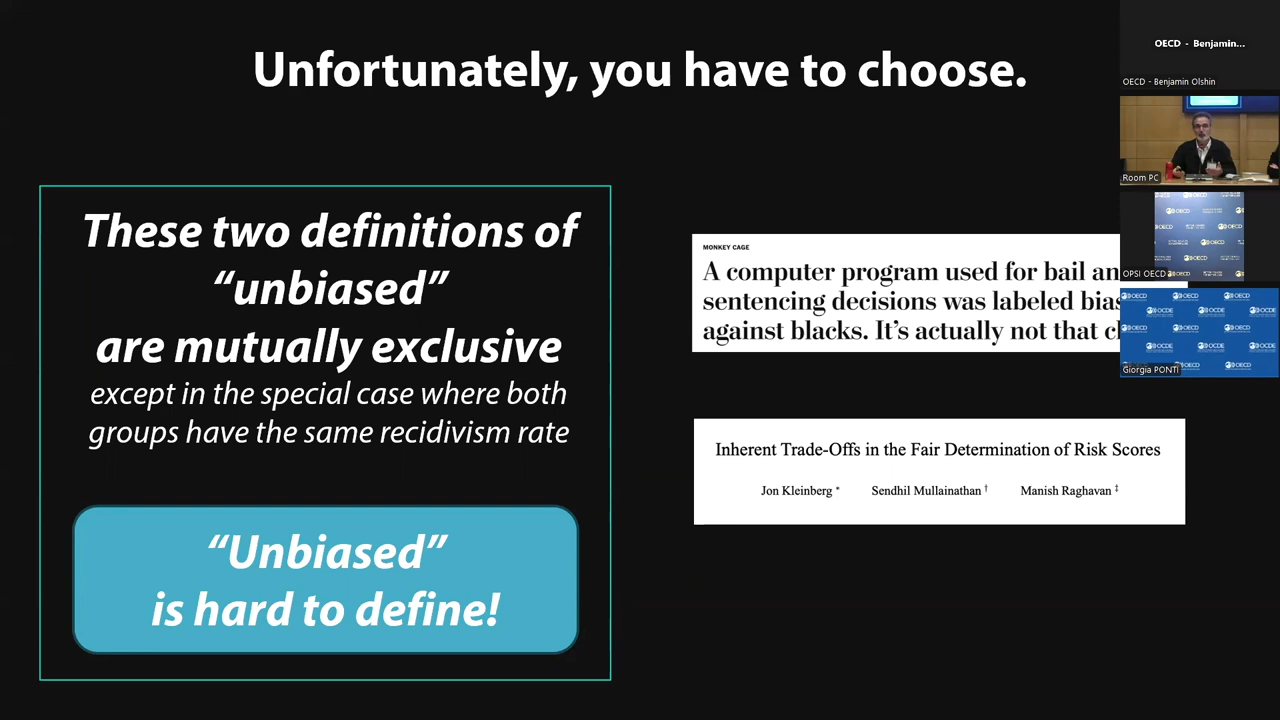 Unfortunately, you have to choose.
These two definitions of
“unbiased”
are mutually exclusive
except in the special case where both
groups have the same recidivism rate
“Unbiased”
is hard to define!
MONKEY CAGE
A computer program used for bail an
sentencing decisions was labeled bias
against blacks. It’s actually not that cl
Inherent Trade-Offs in the Fair Determination of Risk Scores
Jon Kleinberg * Sendhil Mullainathan † Manish Raghavan ‡
OECD - Benjamin...
OECD - Benjamin Olshin
Room PC
OPSI OECD
Giorgia PONTI